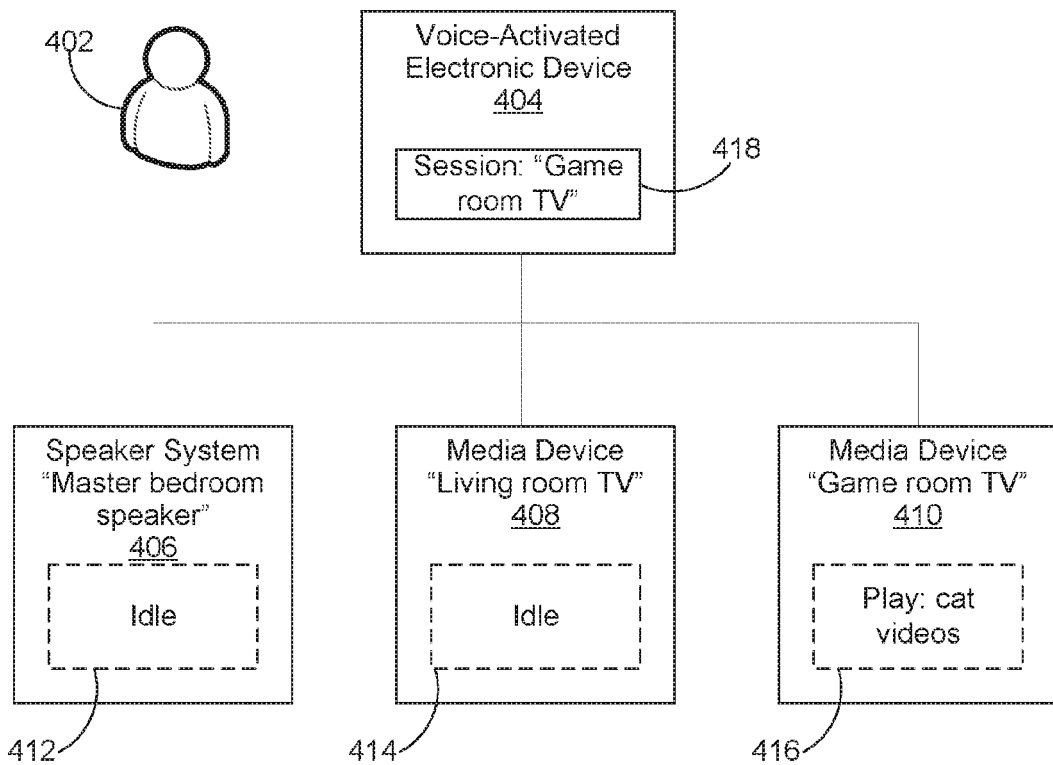 402
Voice-Activated
Electronic Device
404
Session: “Game
room TV”
418
Speaker System
“Master bedroom
speaker”
406
Idle
412
Media Device
“Living room TV”
408
Idle
414
Media Device
“Game room TV”
410
Play: cat
videos
416